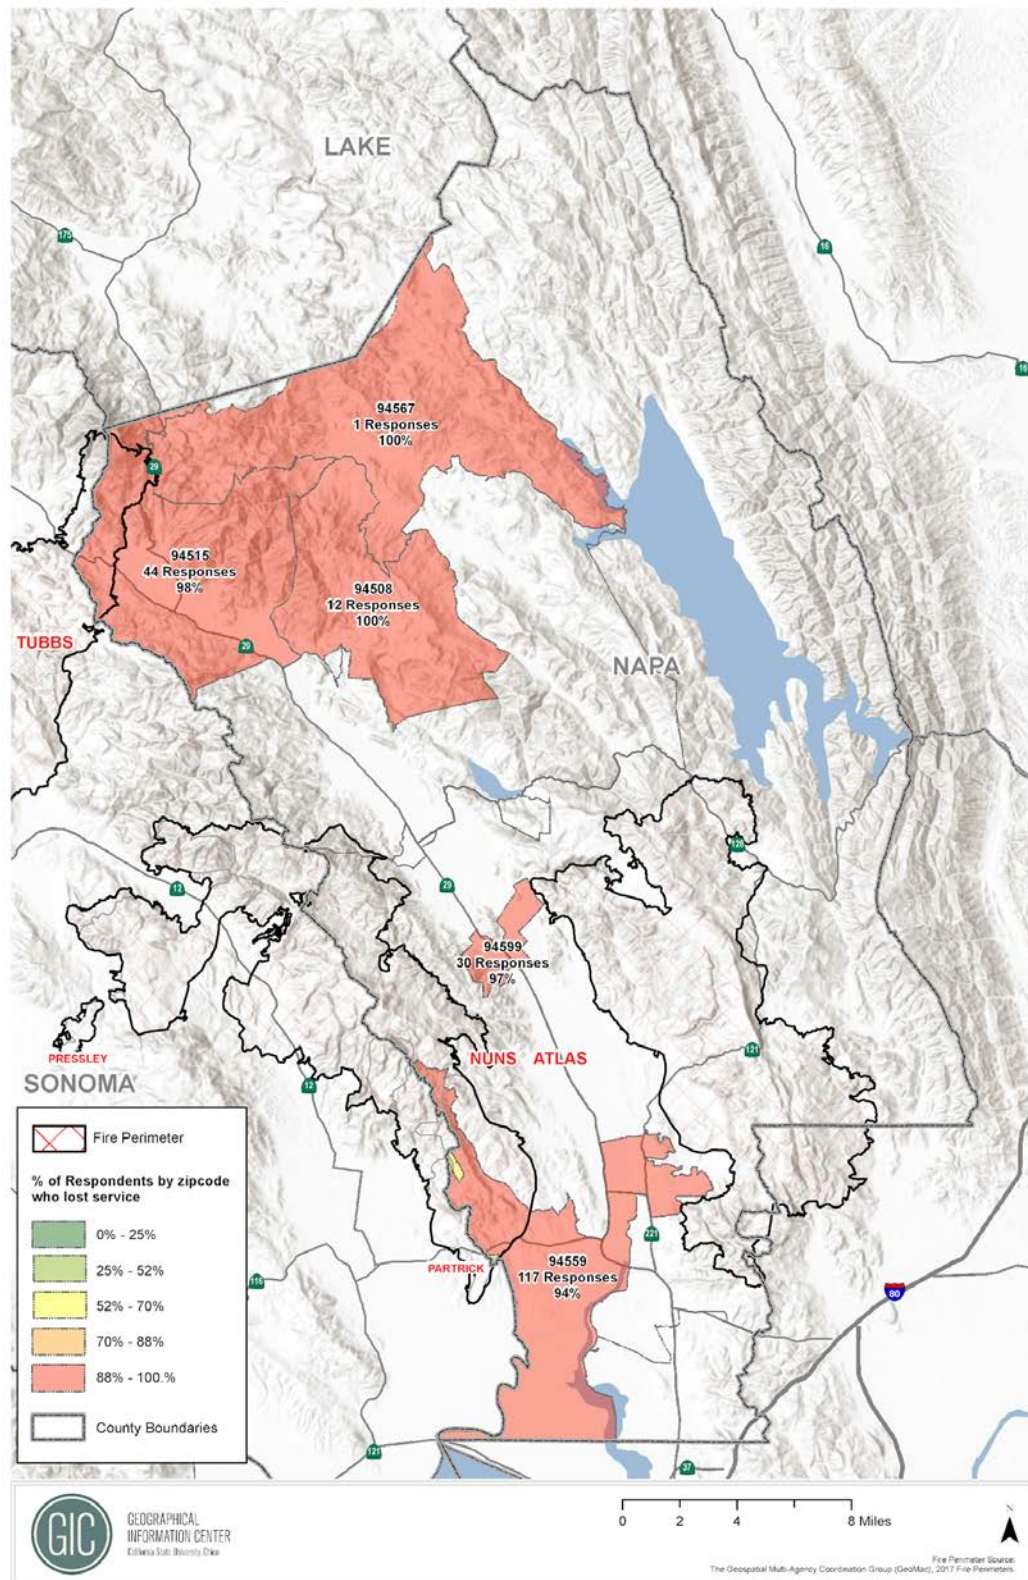 LAKE
175
16
16
94567
1 Responses
100%
29
94515
44 Responses
98%
94508
12 Responses
100%
TUBBS
29
NAPA
128
29
12
94599
30 Responses
97%
PRESSLEY
NUNS
ATLAS
121
SONOMA
12
Fire Perimeter
% of Respondents by zipcode
who lost service
0% - 25%
25% - 52%
52% - 70%
70% - 88%
88% - 100.%
County Boundaries
221
94559
117 Responses
94%
PARTRICK
116
80
121
37
GIC
GEOGRAPHICAL
INFORMATION CENTER
California State University, Chico
0 2 4 8 Miles
N
Fire Perimeter Source:
The Geospatial Multi-Agency Coordination Group (GeoMac), 2017 Fire Perimeters.